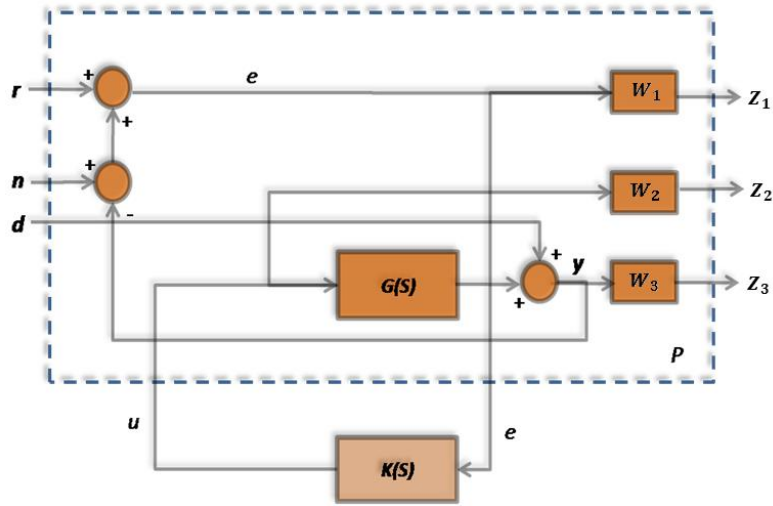 r
+
e
W₁
Z₁
+
n
+
W₂
Z₂
d
-
+
G(S)
y
W₃
Z₃
+
P
u
e
K(S)